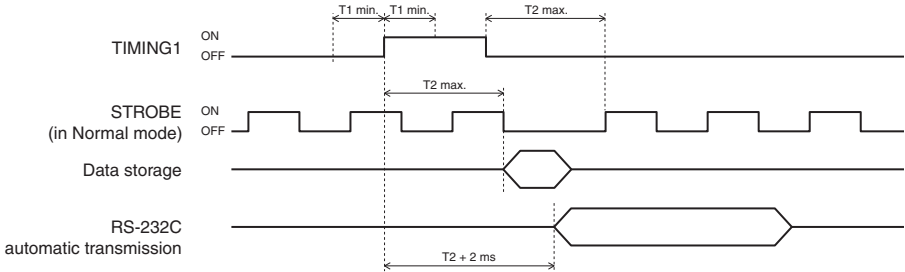 T1 min. T1 min. T2 max.
TIMING1 ON
OFF
T2 max.
STROBE ON
(in Normal mode) OFF
Data storage
RS-232C
automatic transmission
T2 + 2 ms